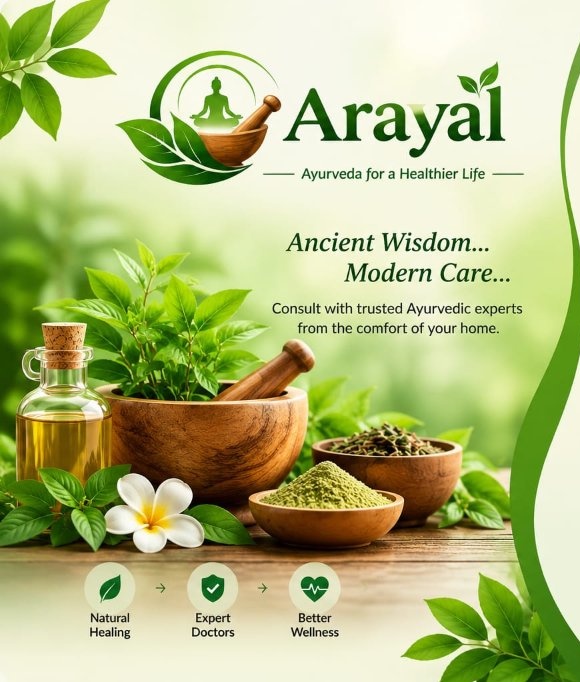 Arayal
Ayurveda for a Healthier Life
Ancient Wisdom...
Modern Care...
Consult with trusted Ayurvedic experts
from the comfort of your home.
Natural
Healing
Expert
Doctors
Better
Wellness